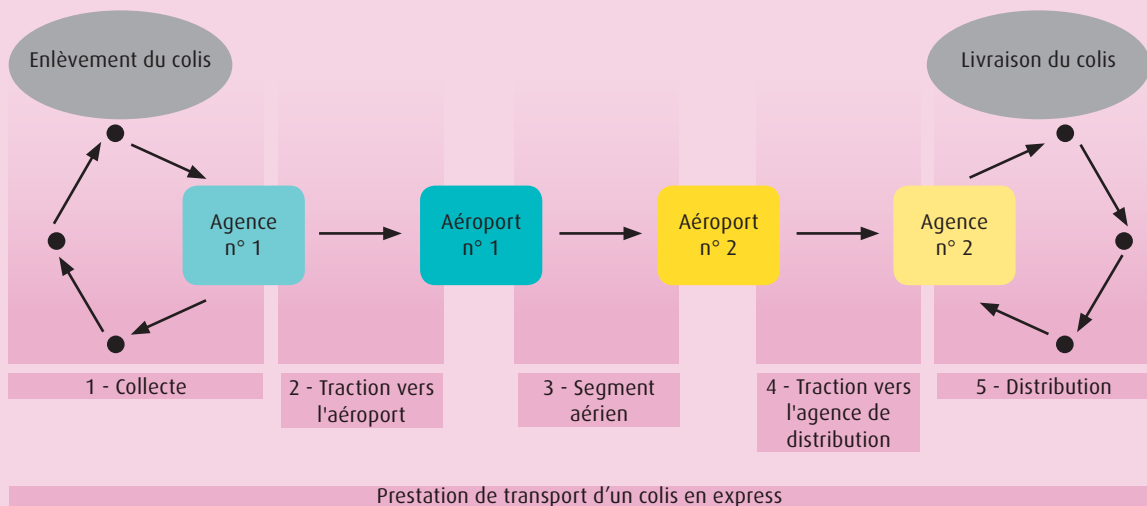 Enlèvement du colis
Livraison du colis
Agence
n° 1
Aéroport
n° 1
Aéroport
n° 2
Agence
n° 2
1 - Collecte
2 - Traction vers
l'aéroport
3 - Segment
aérien
4 - Traction vers
l'agence de
distribution
5 - Distribution
Prestation de transport d’un colis en express